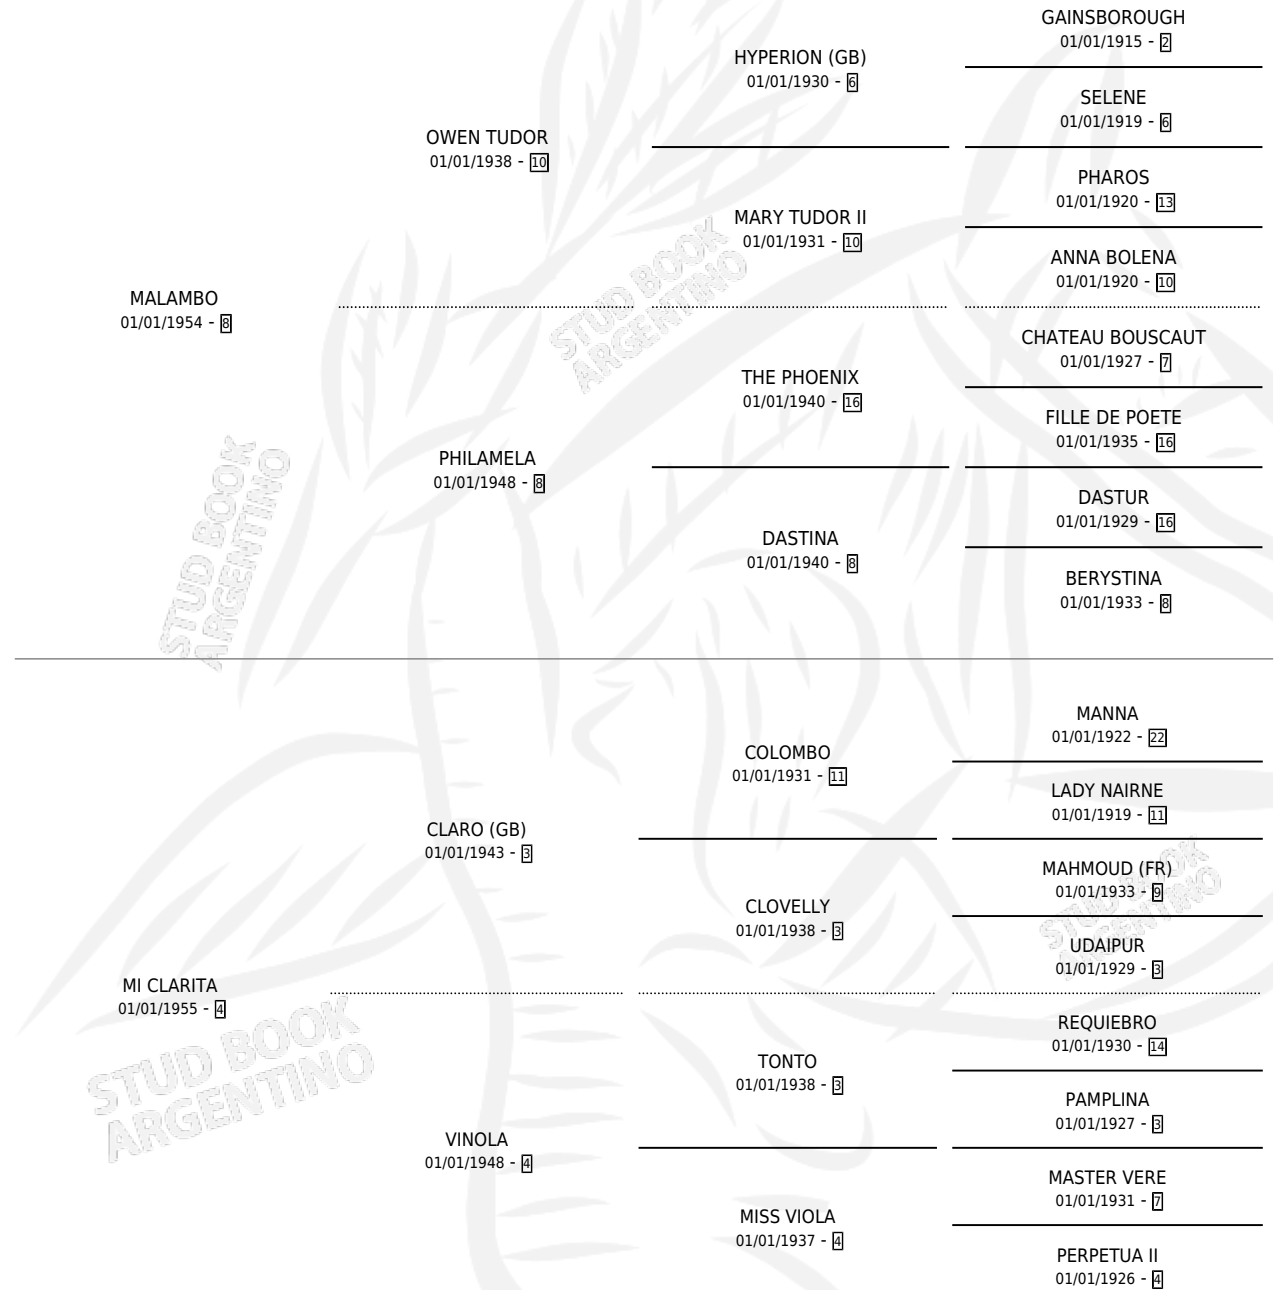 GAINSBOROUGH
01/01/1915 - 2
HYPERION (GB)
01/01/1930 - 6
SELENE
01/01/1919 - 6
OWEN TUDOR
01/01/1938 - 10
PHAROS
01/01/1920 - 13
MARY TUDOR II
01/01/1931 - 10
ANNA BOLENA
01/01/1920 - 10
MALAMBO
01/01/1954 - 8
CHATEAU BOUSCAUT
01/01/1927 - 7
THE PHOENIX
01/01/1940 - 16
FILLE DE POETE
01/01/1935 - 16
PHILAMELA
01/01/1948 - 8
DASTUR
01/01/1929 - 16
DASTINA
01/01/1940 - 8
BERYSTINA
01/01/1933 - 8
MANNA
01/01/1922 - 22
COLOMBO
01/01/1931 - 11
LADY NAIRNE
01/01/1919 - 11
CLARO (GB)
01/01/1943 - 3
MAHMOUD (FR)
01/01/1933 - 9
CLOVELLY
01/01/1938 - 3
UDAIPUR
01/01/1929 - 3
MI CLARITA
01/01/1955 - 4
REQUIEBRO
01/01/1930 - 14
TONTO
01/01/1938 - 3
PAMPLINA
01/01/1927 - 3
VINOLA
01/01/1948 - 4
MASTER VERE
01/01/1931 - 7
MISS VIOLA
01/01/1937 - 4
PERPETUA II
01/01/1926 - 4
STUD BOOK
ARGENTINO
STUD BOOK
ARGENTINO
STUD BOOK
ARGENTINO
STUD BOOK
ARGENTINO